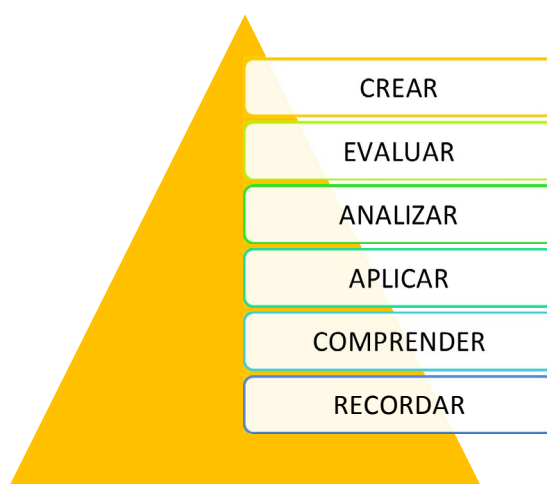 CREAR
EVALUAR
ANALIZAR
APLICAR
COMPRENDER
RECORDAR